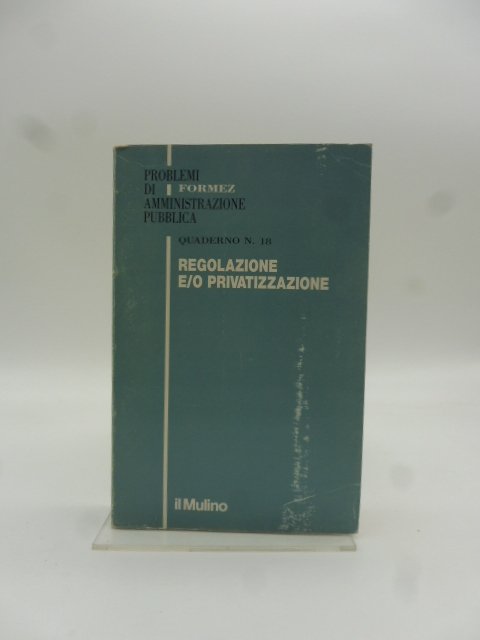 PROBLEMI
DI
FORMEZ
AMMINISTRAZIONE
PUBBLICA
QUADERNO N. 18
REGOLAZIONE
E/O PRIVATIZZAZIONE
il Mulino